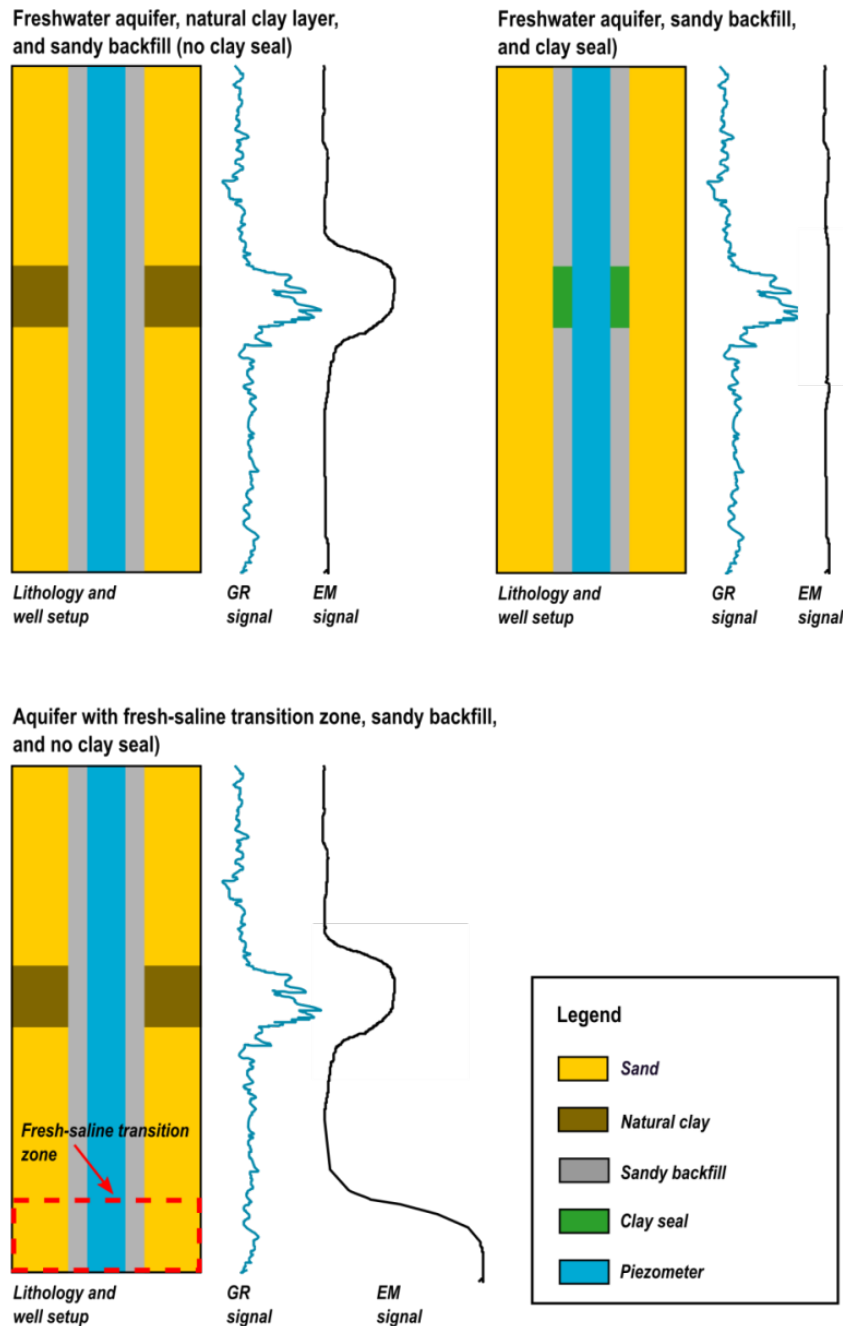 Freshwater aquifer, natural clay layer,
and sandy backfill (no clay seal)
Freshwater aquifer, sandy backfill,
and clay seal)
Lithology and
well setup
GR
signal
EM
signal
Lithology and
well setup
GR
signal
EM
signal
Aquifer with fresh-saline transition zone, sandy backfill,
and no clay seal)
Fresh-saline transition
zone
Lithology and
well setup
GR
signal
EM
signal
Legend
Sand
Natural clay
Sandy backfill
Clay seal
Piezometer